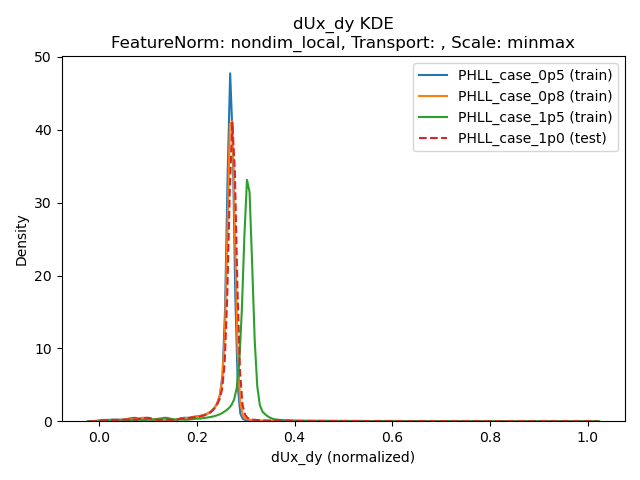 dUx_dy KDE
FeatureNorm: nondim_local, Transport: , Scale: minmax
PHLL_case_0p5 (train)
PHLL_case_0p8 (train)
PHLL_case_1p5 (train)
PHLL_case_1p0 (test)
Density
50
40
30
20
10
0
0.0 0.2 0.4 0.6 0.8 1.0
dUx_dy (normalized)